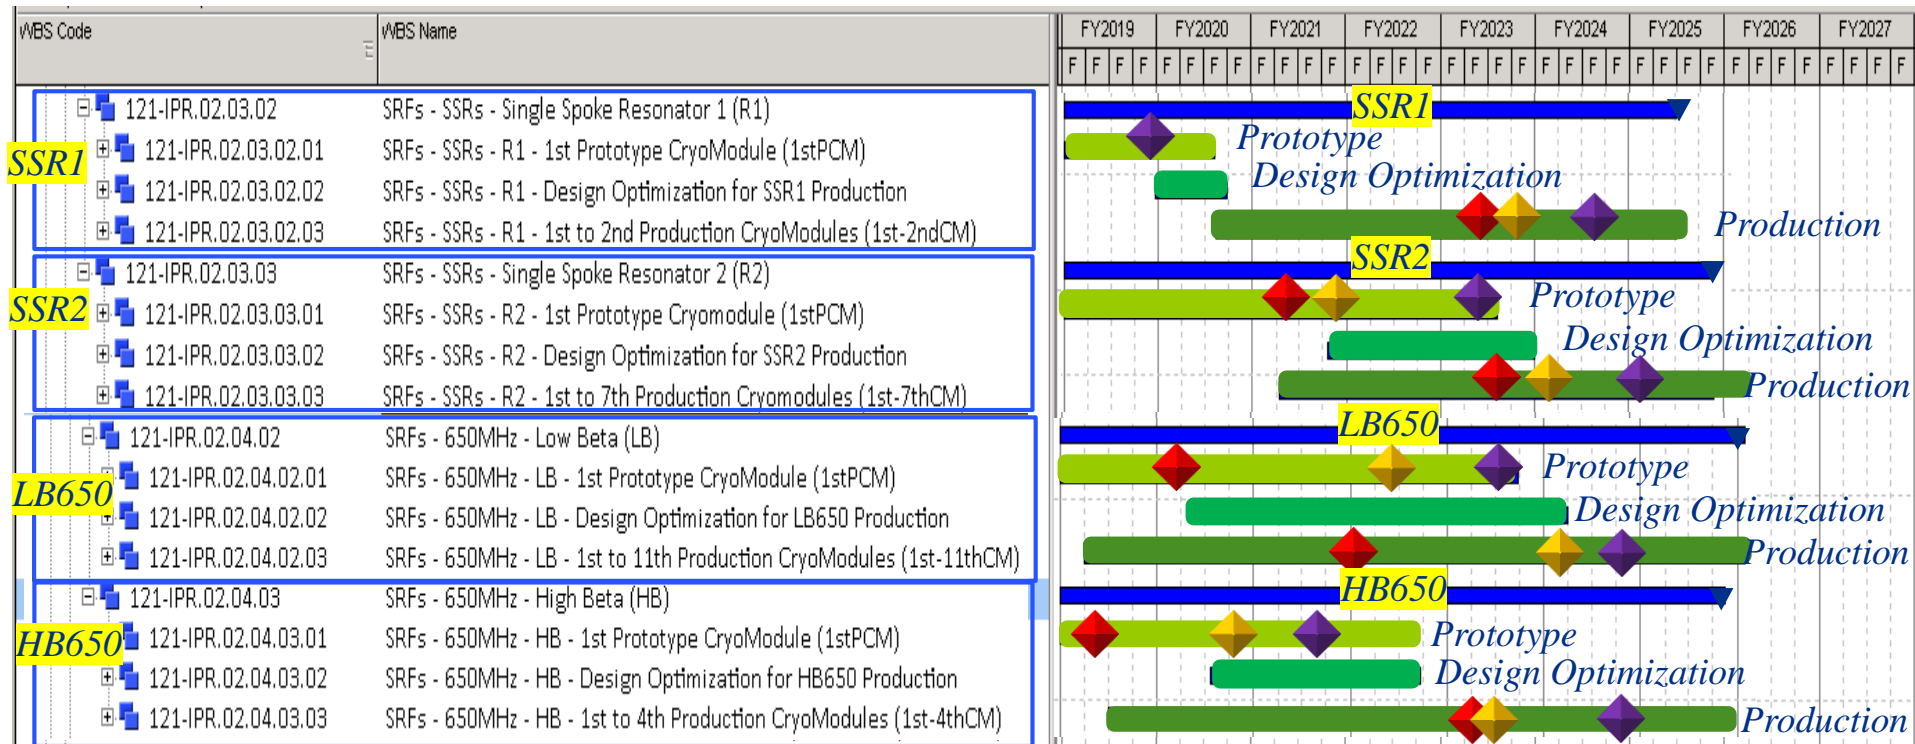 WBS Code WBS Name FY2019 FY2020 FY2021 FY2022 FY2023 FY2024 FY2025 FY2026 FY2027
F F F F F F F F F F F F F F F F F F F F F F F F F F F F F F F F F F F F
121-IPR.02.03.02 SRFs - SSRs - Single Spoke Resonator 1 (R1) SSR1
SSR1
121-IPR.02.03.02.01 SRFs - SSRs - R1 - 1st Prototype CryoModule (1stPCM) Prototype
121-IPR.02.03.02.02 SRFs - SSRs - R1 - Design Optimization for SSR1 Production Design Optimization
121-IPR.02.03.02.03 SRFs - SSRs - R1 - 1st to 2nd Production CryoModules (1st-2ndCM) Production
121-IPR.02.03.03 SRFs - SSRs - Single Spoke Resonator 2 (R2) SSR2
SSR2
121-IPR.02.03.03.01 SRFs - SSRs - R2 - 1st Prototype Cryomodule (1stPCM) Prototype
121-IPR.02.03.03.02 SRFs - SSRs - R2 - Design Optimization for SSR2 Production Design Optimization
121-IPR.02.03.03.03 SRFs - SSRs - R2 - 1st to 7th Production Cryomodules (1st-7thCM) Production
121-IPR.02.04.02 SRFs - 650MHz - Low Beta (LB) LB650
LB650
121-IPR.02.04.02.01 SRFs - 650MHz - LB - 1st Prototype CryoModule (1stPCM) Prototype
121-IPR.02.04.02.02 SRFs - 650MHz - LB - Design Optimization for LB650 Production Design Optimization
121-IPR.02.04.02.03 SRFs - 650MHz - LB - 1st to 11th Production CryoModules (1st-11thCM) Production
121-IPR.02.04.03 SRFs - 650MHz - High Beta (HB) HB650
HB650
121-IPR.02.04.03.01 SRFs - 650MHz - HB - 1st Prototype CryoModule (1stPCM) Prototype
121-IPR.02.04.03.02 SRFs - 650MHz - HB - Design Optimization for HB650 Production Design Optimization
121-IPR.02.04.03.03 SRFs - 650MHz - HB - 1st to 4th Production CryoModules (1st-4thCM) Production